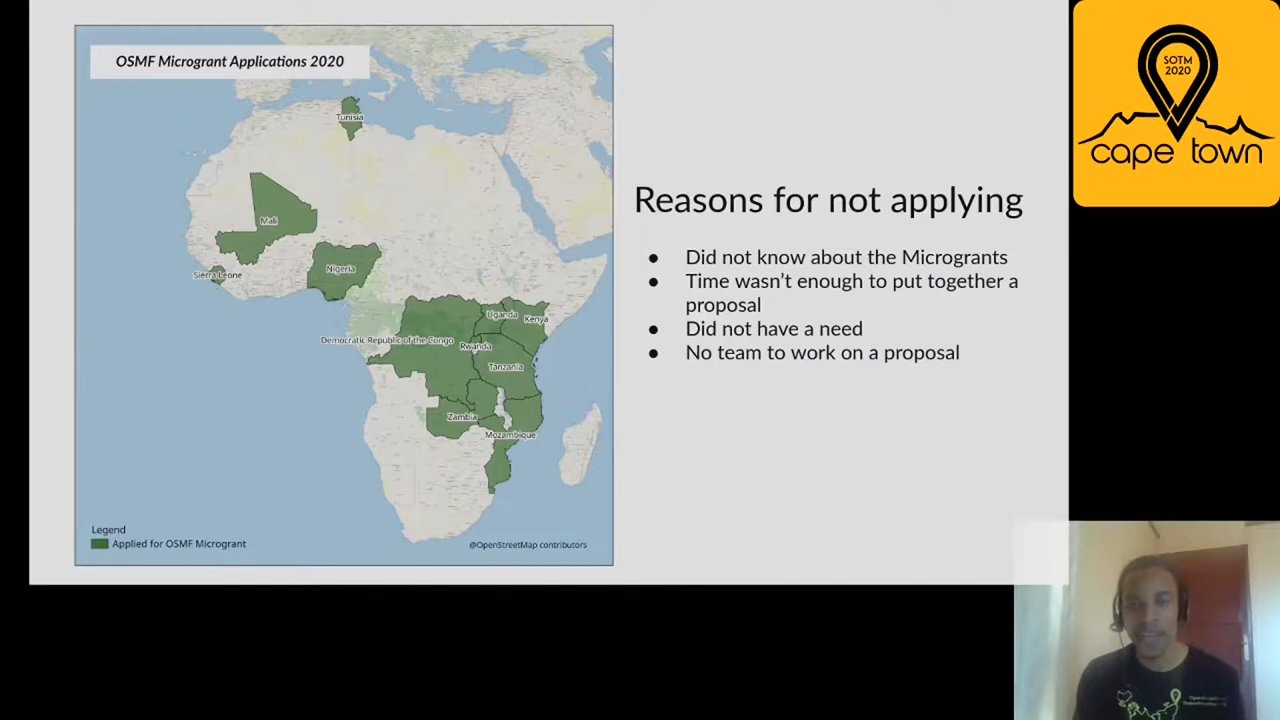 OSMF Microgrant Applications 2020
Tunisia
Mali
Sierra Leone
Nigeria
Uganda
Kenya
Democratic Republic of the Congo
Rwanda
Tanzania
Zambia
Mozambique
Legend
Applied for OSMF Microgrant
@OpenStreetMap contributors
Reasons for not applying
● Did not know about the Microgrants
● Time wasn’t enough to put together a
proposal
● Did not have a need
● No team to work on a proposal
SOTM
2020
cape town